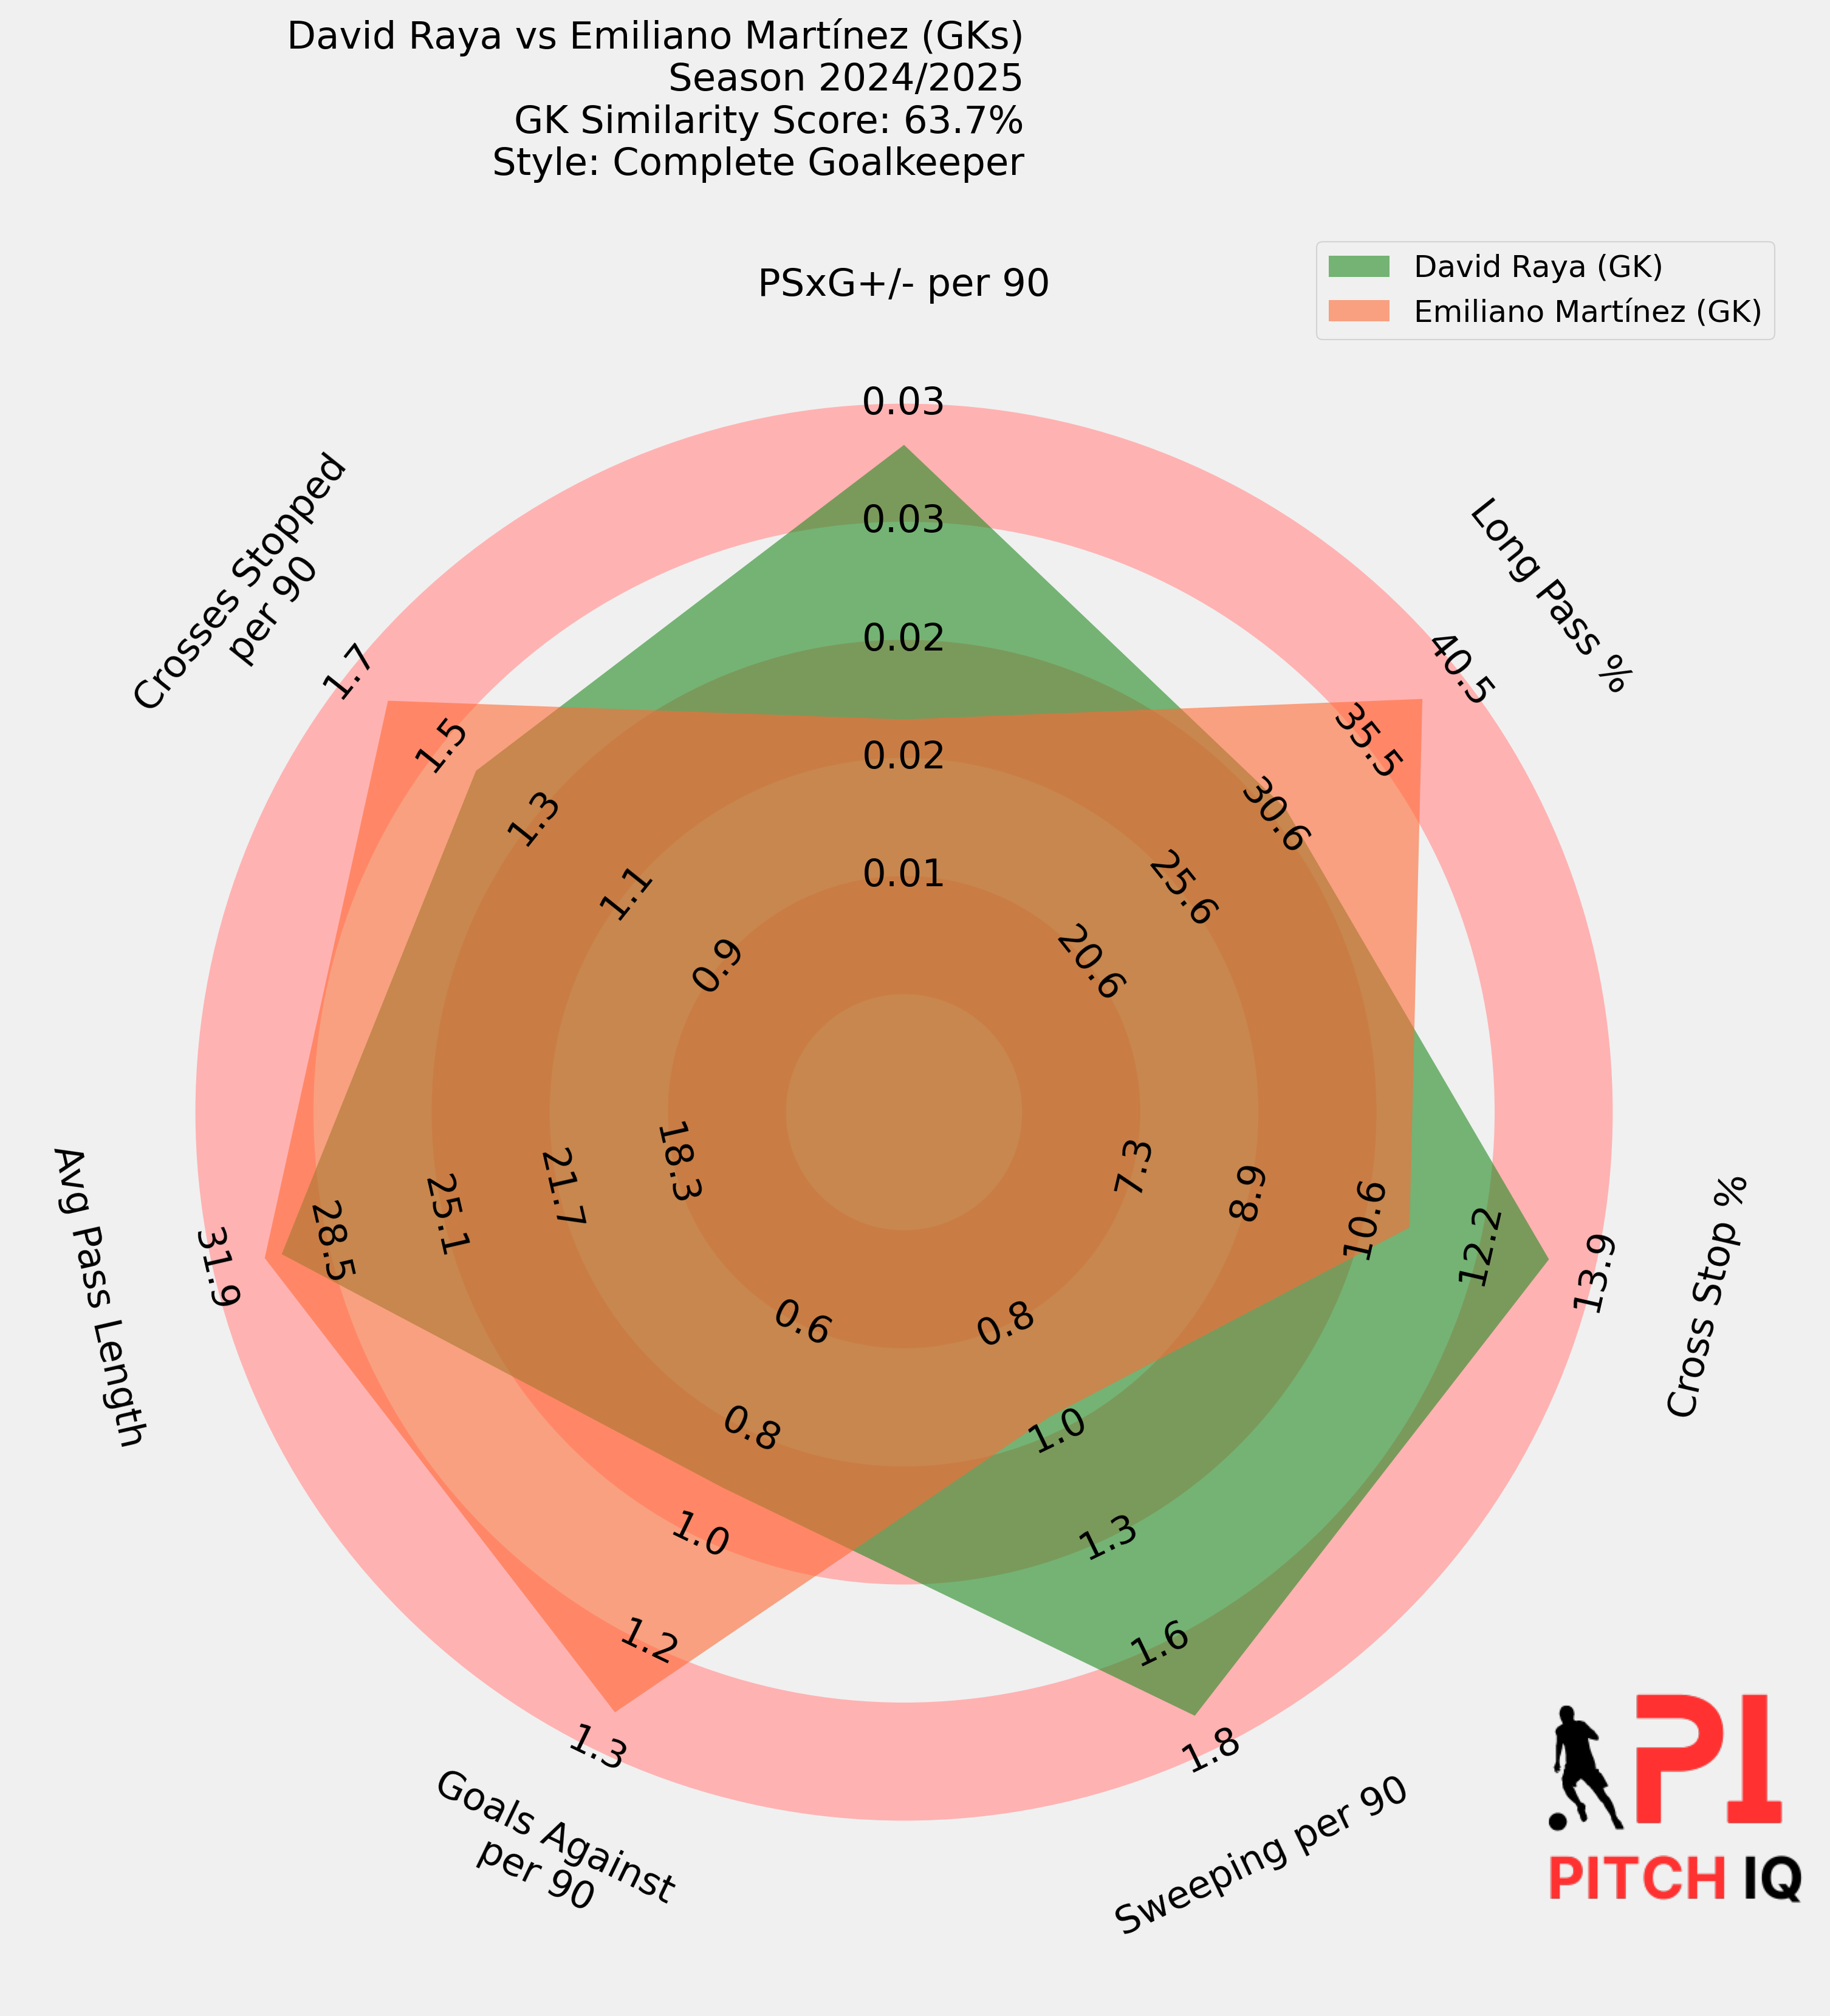 David Raya vs Emiliano Martínez (GKs)
Season 2024/2025
GK Similarity Score: 63.7%
Style: Complete Goalkeeper
David Raya (GK)
Emiliano Martínez (GK)
PSxG+/- per 90
0.03
0.03
0.02
0.02
0.01
Long Pass %
40.5
35.5
30.6
25.6
20.6
Cross Stop %
13.9
12.2
10.6
8.9
7.3
Sweeping per 90
1.8
1.6
1.3
1.0
0.8
Goals Against
per 90
1.3
1.2
1.0
0.8
0.6
Avg Pass Length
31.9
28.5
25.1
21.7
18.3
Crosses Stopped
per 90
1.7
1.5
1.3
1.1
0.9
PI
PITCH IQ